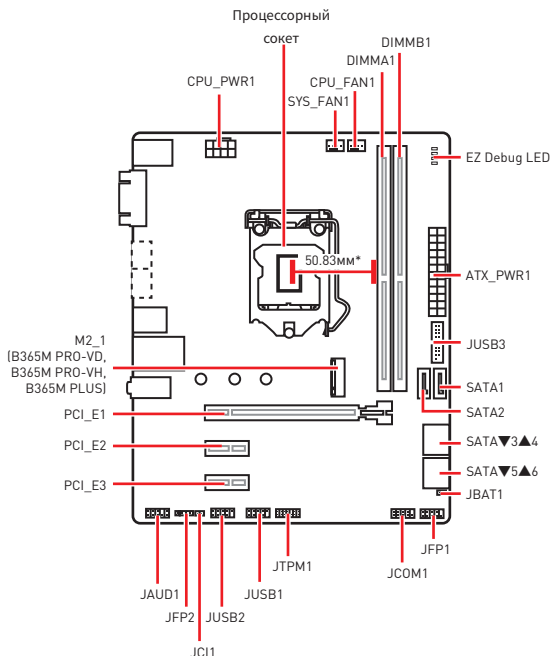 Процессорный
сокет
DIMMB1
DIMMA1
CPU_FAN1
CPU_PWR1
SYS_FAN1
EZ Debug LED
50.83мм*
ATX_PWR1
M2_1
(B365M PRO-VD,
B365M PRO-VH,
B365M PLUS)
JUSB3
SATA1
PCI_E1
SATA2
PCI_E2
SATA▼3▲4
SATA▼5▲6
PCI_E3
JBAT1
JFP1
JTPM1
JCOM1
JAUD1
JUSB1
JFP2
JUSB2
JCI1